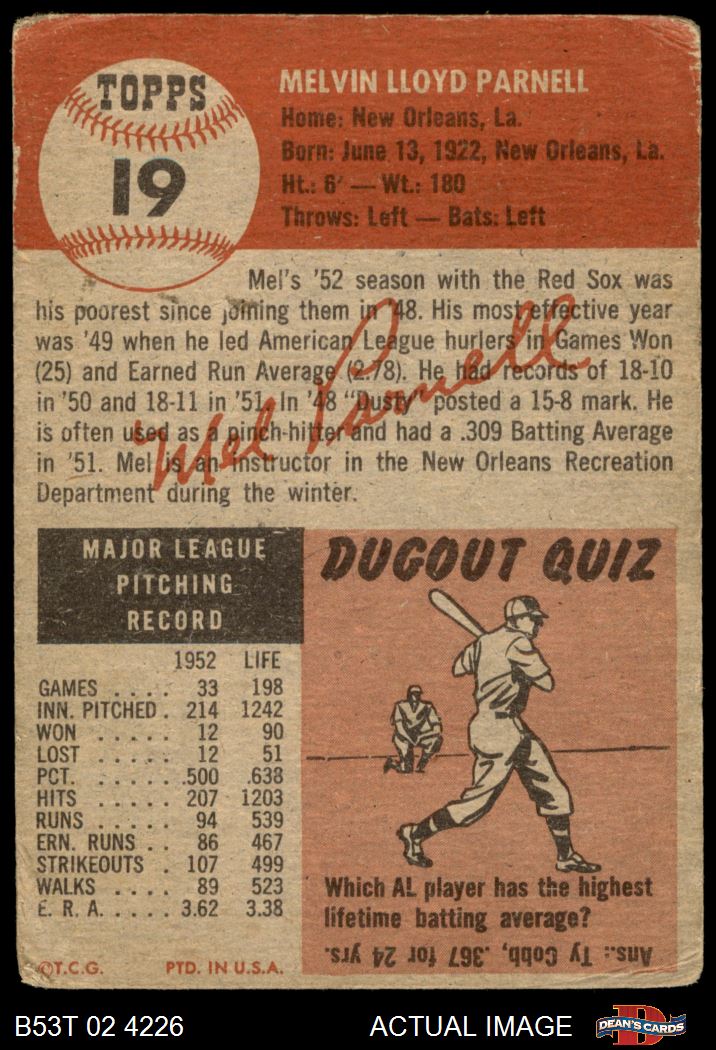 TOPPS
19
MELVIN LLOYD PARNELL
Home: New Orleans, La.
Born: June 13, 1922, New Orleans, La.
Ht.: 6' — Wt.: 180
Throws: Left — Bats: Left
Mel's '52 season with the Red Sox was
his poorest since joining them in '48. His most effective year
was '49 when he led American League hurlers in Games Won
(25) and Earned Run Average (2.78). He had records of 18-10
in '50 and 18-11 in '51. In '48 "Dusty" posted a 15-8 mark. He
is often used as a pinch-hitter and had a .309 Batting Average
in '51. Mel is an instructor in the New Orleans Recreation
Department during the winter.
Mel Parnell
MAJOR LEAGUE
PITCHING
RECORD
1952 LIFE
GAMES .... 33 198
INN. PITCHED . 214 1242
WON ..... 12 90
LOST ..... 12 51
PCT. ..... .500 .638
HITS ..... 207 1203
RUNS ..... 94 539
ERN. RUNS .. 86 467
STRIKEOUTS . 107 499
WALKS .... 89 523
E. R. A. ..... 3.62 3.38
DUGOUT QUIZ
Which AL player has the highest
lifetime batting average?
Ans.: Ty Cobb, .367 for 24 yrs.
©T.C.G. PTD. IN U.S.A.
B53T 02 4226 ACTUAL IMAGE
D
DEAN'S CARDS